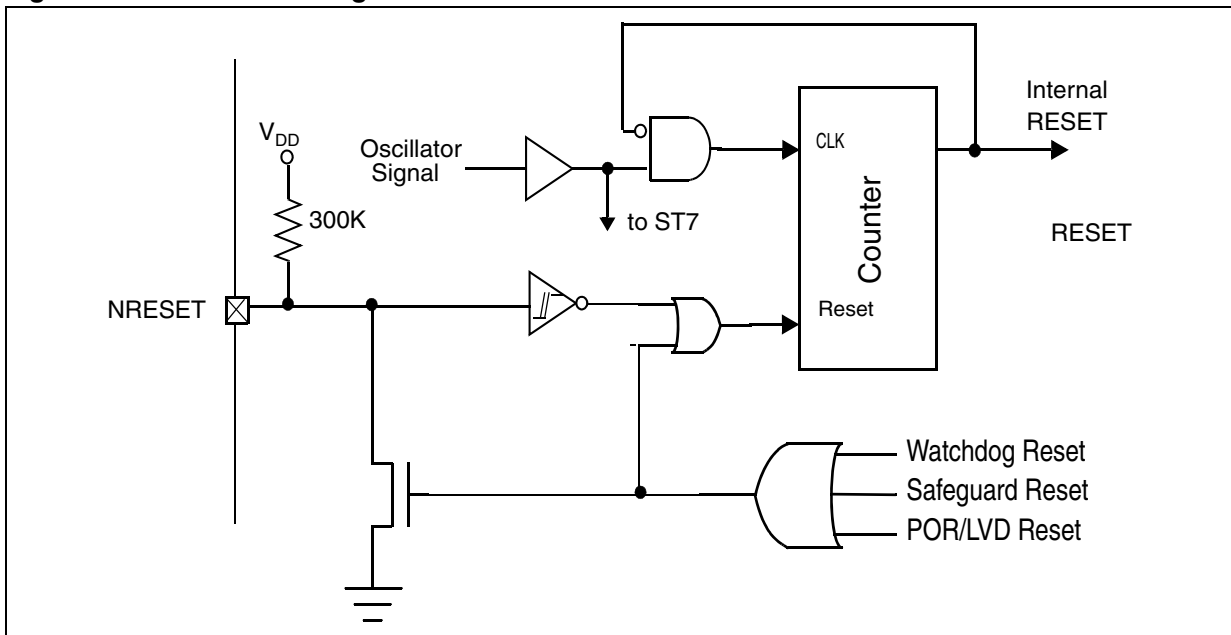 Internal
RESET
V_DD
Oscillator
Signal
CLK
300K
to ST7
Counter
RESET
NRESET
Reset
Watchdog Reset
Safeguard Reset
POR/LVD Reset